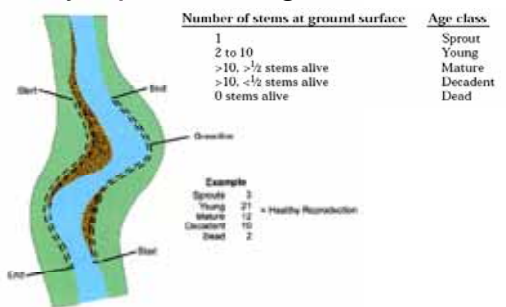 Number of stems at ground surface Age class
1 Sprout
2 to 10 Young
>10, >½ stems alive Mature
>10, <½ stems alive Decadent
0 stems alive Dead
Start
End
Greenline
Example
Sprouts 3
Young 21
Mature 12
Decadent 10
Dead 2
= Healthy Reproduction
Start
End